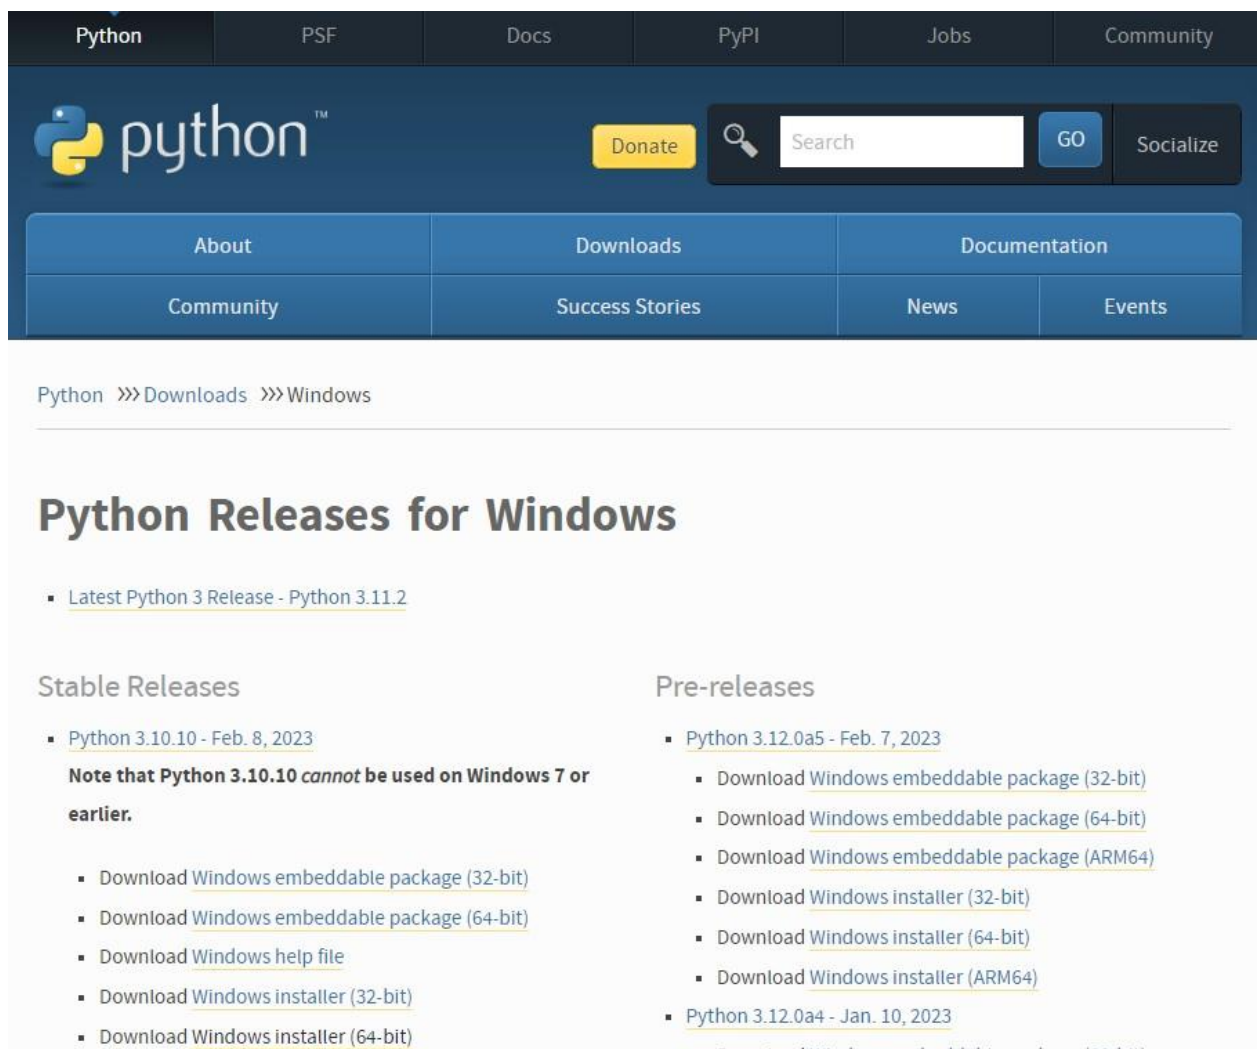 Python PSF Docs PyPI Jobs Community
python™ Donate Search GO Socialize
About Downloads Documentation
Community Success Stories News Events
Python >>> Downloads >>> Windows
Python Releases for Windows
Latest Python 3 Release - Python 3.11.2
Stable Releases
Python 3.10.10 - Feb. 8, 2023
Note that Python 3.10.10 cannot be used on Windows 7 or
earlier.
Download Windows embeddable package (32-bit)
Download Windows embeddable package (64-bit)
Download Windows help file
Download Windows installer (32-bit)
Download Windows installer (64-bit)
Pre-releases
Python 3.12.0a5 - Feb. 7, 2023
Download Windows embeddable package (32-bit)
Download Windows embeddable package (64-bit)
Download Windows embeddable package (ARM64)
Download Windows installer (32-bit)
Download Windows installer (64-bit)
Download Windows installer (ARM64)
Python 3.12.0a4 - Jan. 10, 2023